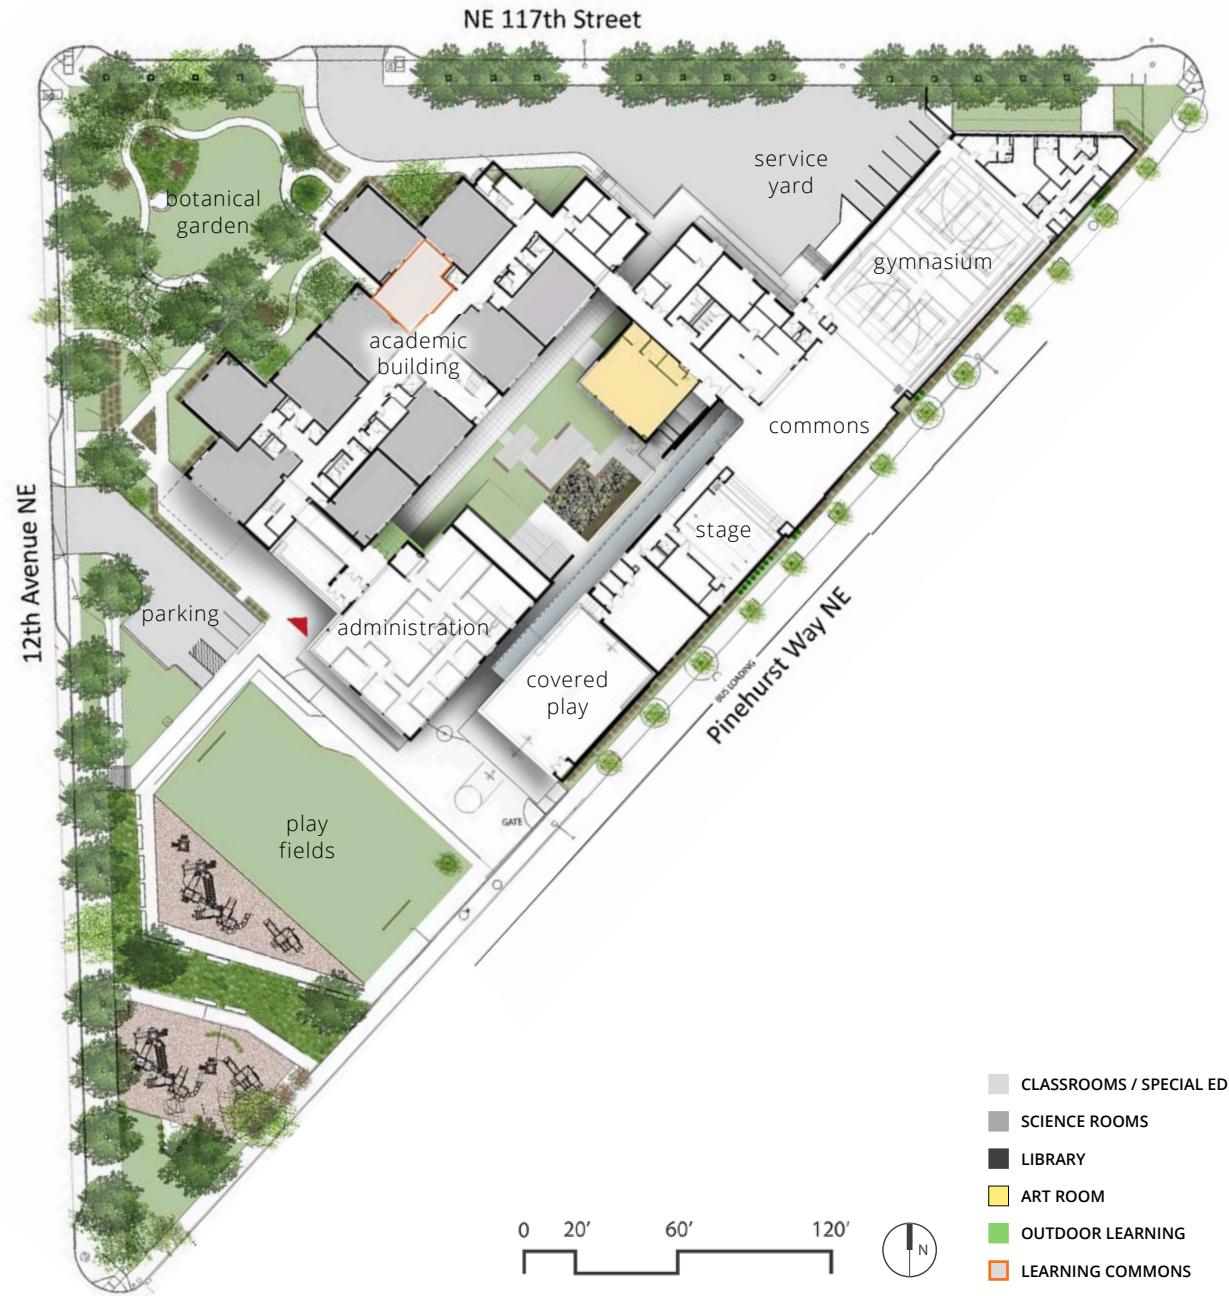 NE 117th Street
service
yard
botanical
garden
gymnasium
academic
building
commons
12th Avenue NE
stage
parking
administration
covered
play
BUS LOADING
Pinehurst Way NE
play
fields
GATE
CLASSROOMS / SPECIAL ED
SCIENCE ROOMS
LIBRARY
ART ROOM
OUTDOOR LEARNING
LEARNING COMMONS
0 20' 60' 120'
N